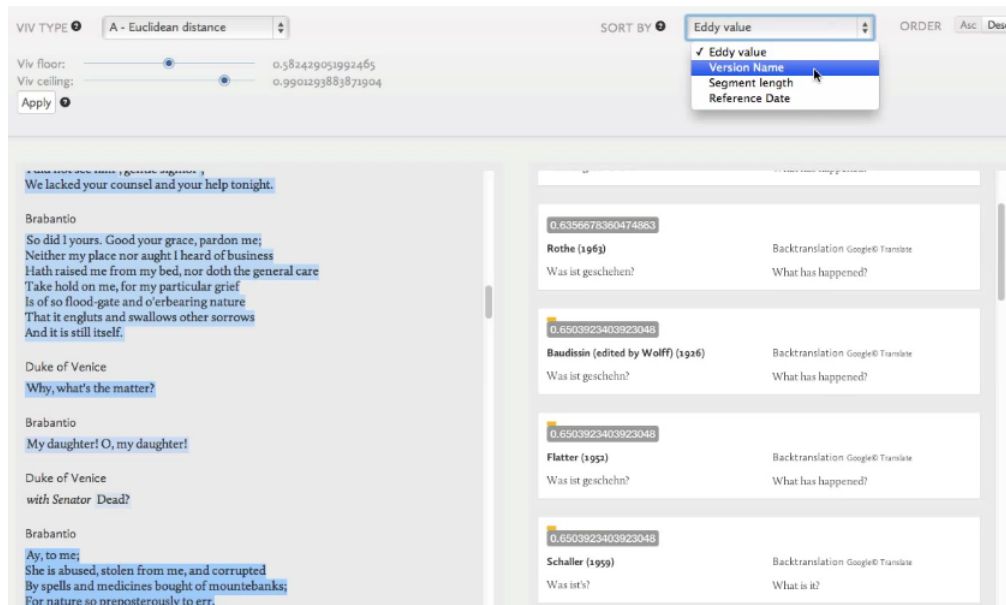 VIV TYPE ? A - Euclidean distance
SORT BY ? Eddy value
ORDER Asc Desc
Viv floor: 0.582429051992465
Viv ceiling: 0.9901293883871904
Apply ?
✓ Eddy value
Version Name
Segment length
Reference Date
We lacked your counsel and your help tonight.
Brabantio
So did I yours. Good your grace, pardon me;
Neither my place nor aught I heard of business
Hath raised me from my bed, nor doth the general care
Take hold on me, for my particular grief
Is of so flood-gate and o'erbearing nature
That it engluts and swallows other sorrows
And it is still itself.
Duke of Venice
Why, what's the matter?
Brabantio
My daughter! O, my daughter!
Duke of Venice
with Senator Dead?
Brabantio
Ay, to me;
She is abused, stolen from me, and corrupted
By spells and medicines bought of mountebanks;
For nature so preposterously to err,
0.6356678360474863
Rothe (1963) Backtranslation Google© Translate
Was ist geschehen? What has happened?
0.6503923403923048
Baudissin (edited by Wolff) (1926) Backtranslation Google© Translate
Was ist geschehn? What has happened?
0.6503923403923048
Flatter (1952) Backtranslation Google© Translate
Was ist geschehn? What has happened?
0.6503923403923048
Schaller (1959) Backtranslation Google© Translate
Was ist's? What is it?